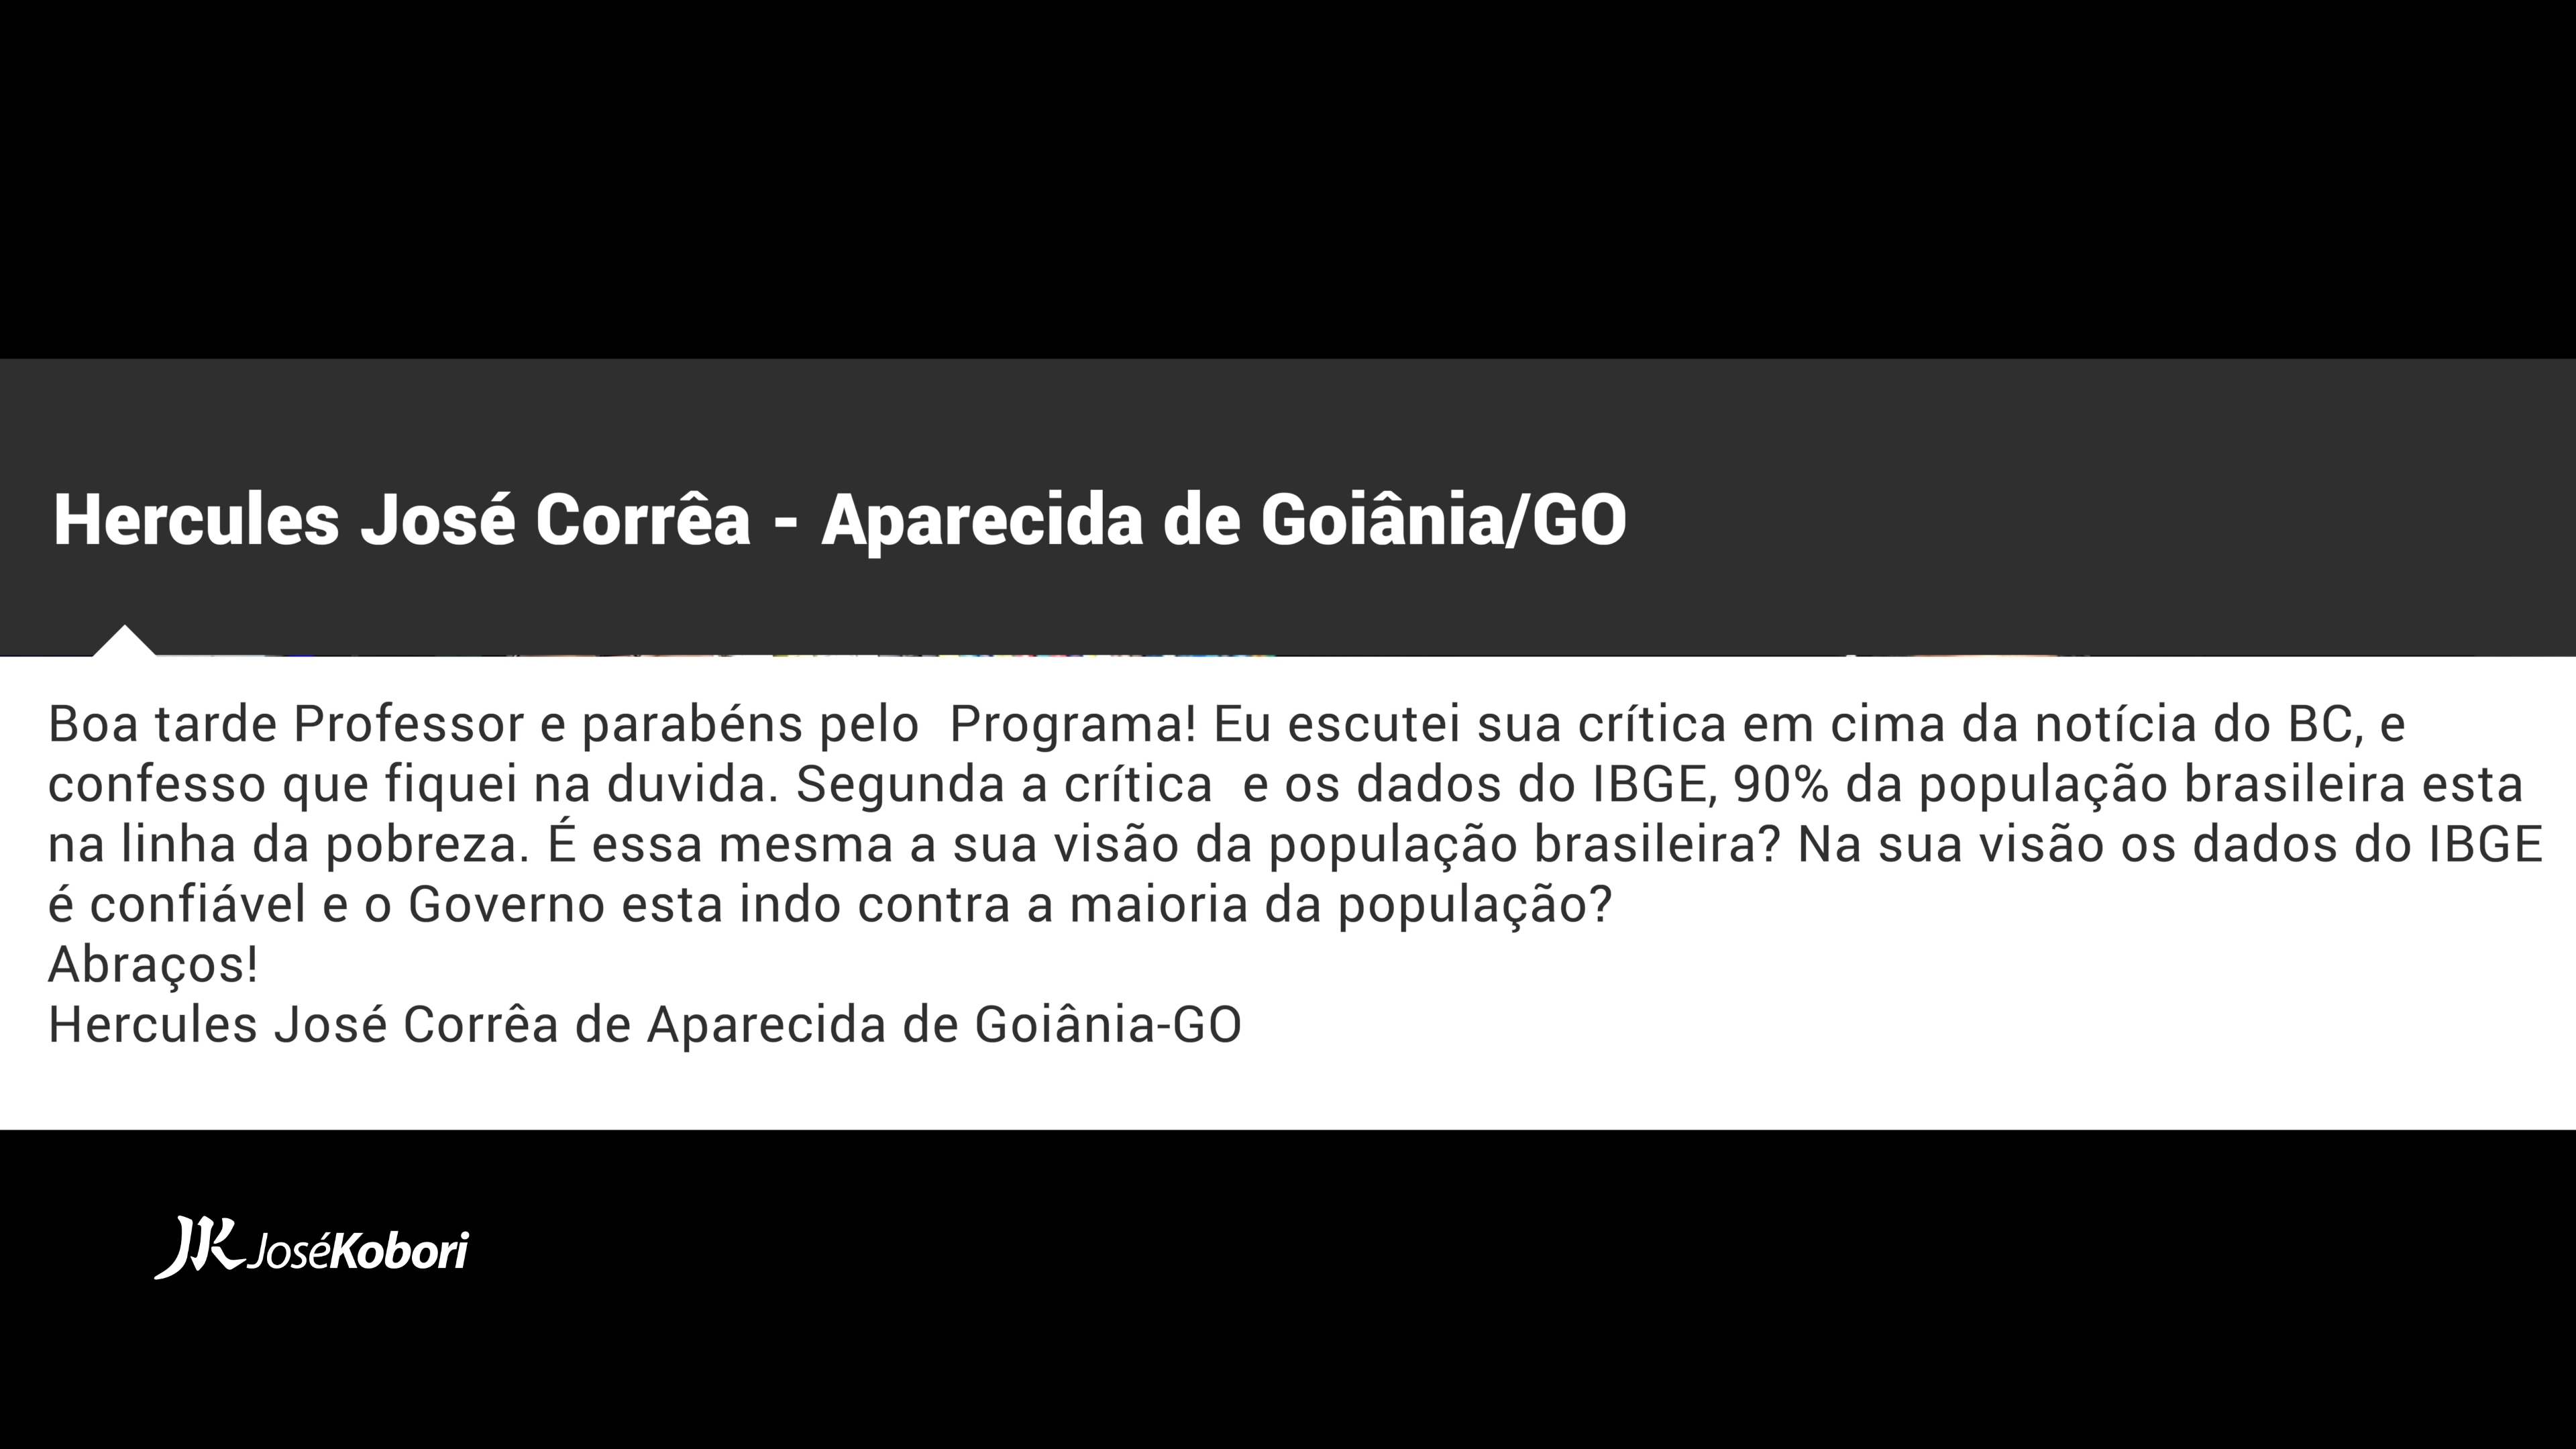 Hercules José Corrêa - Aparecida de Goiânia/GO
Boa tarde Professor e parabéns pelo  Programa! Eu escutei sua crítica em cima da notícia do BC, e
confesso que fiquei na duvida. Segunda a crítica  e os dados do IBGE, 90% da população brasileira esta
na linha da pobreza. É essa mesma a sua visão da população brasileira? Na sua visão os dados do IBGE
é confiável e o Governo esta indo contra a maioria da população?
Abraços!
Hercules José Corrêa de Aparecida de Goiânia-GO
JK JoséKobori